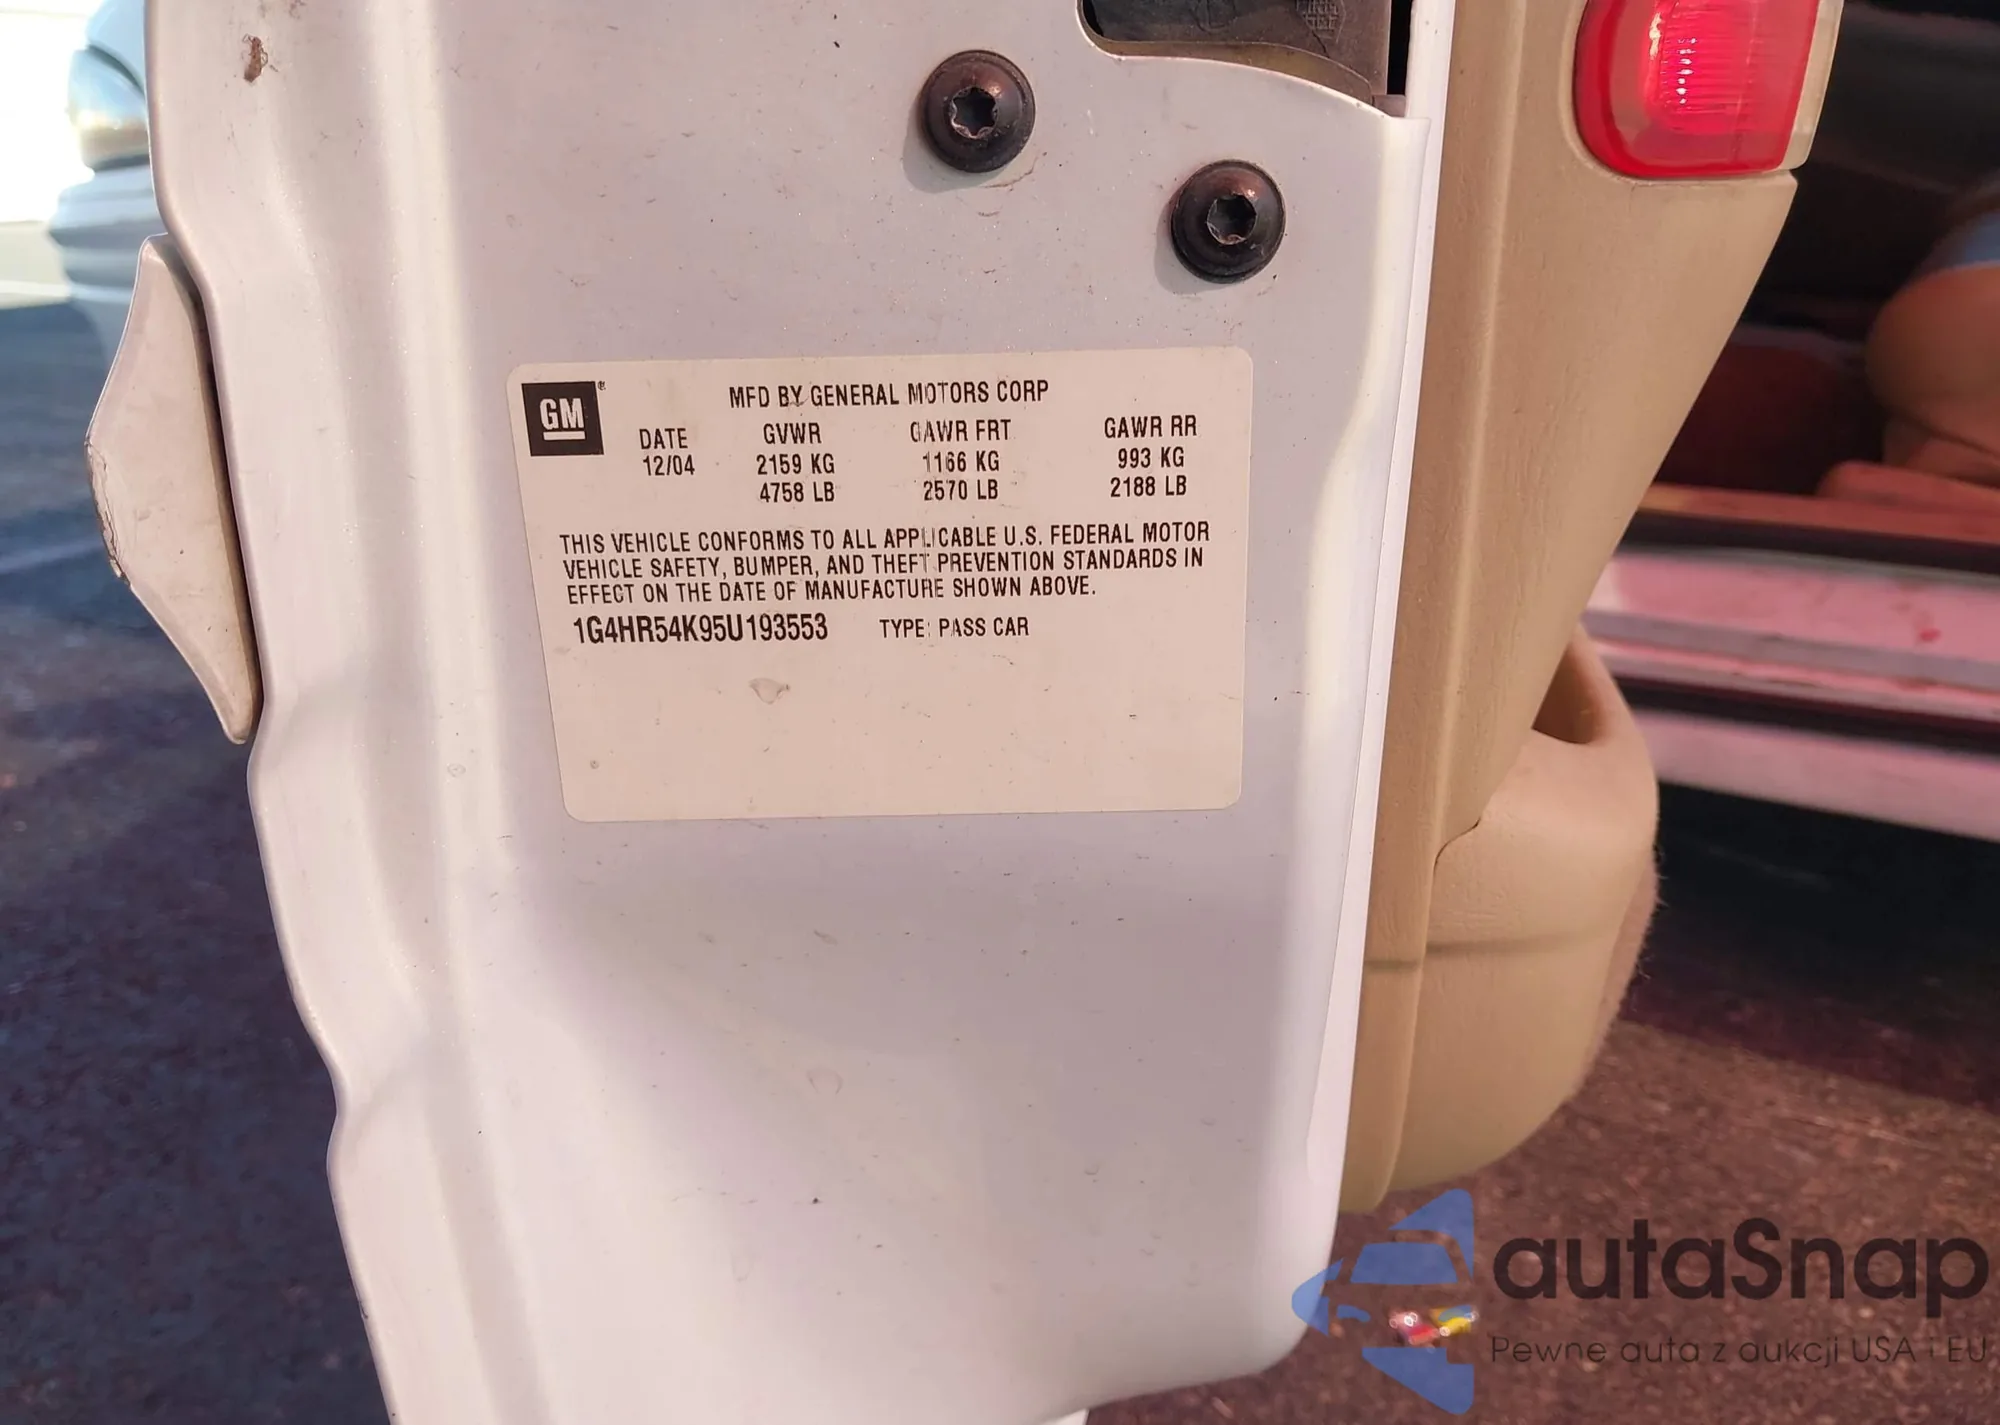 GM®
MFD BY GENERAL MOTORS CORP
DATE GVWR GAWR FRT GAWR RR
12/04 2159 KG 1166 KG 993 KG
4758 LB 2570 LB 2188 LB
THIS VEHICLE CONFORMS TO ALL APPLICABLE U.S. FEDERAL MOTOR
VEHICLE SAFETY, BUMPER, AND THEFT PREVENTION STANDARDS IN
EFFECT ON THE DATE OF MANUFACTURE SHOWN ABOVE.
1G4HR54K95U193553 TYPE: PASS CAR
autaSnap
Pewne auta z aukcji USA i EU